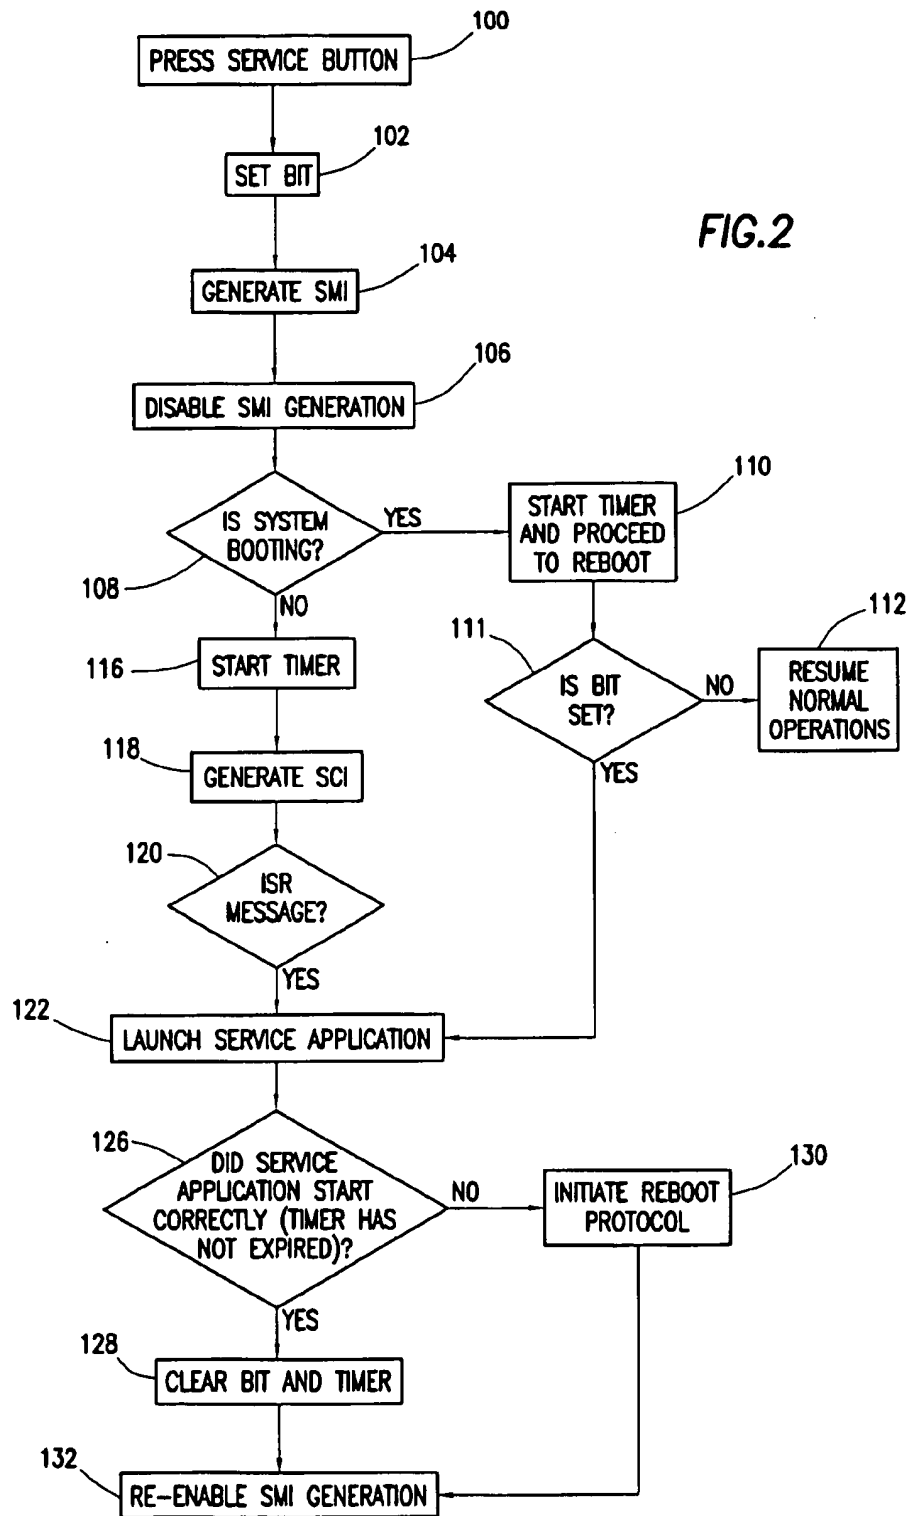 100
PRESS SERVICE BUTTON
102
SET BIT
FIG.2
104
GENERATE SMI
106
DISABLE SMI GENERATION
110
IS SYSTEM
BOOTING?
YES
START TIMER
AND PROCEED
TO REBOOT
108
NO
112
111
116
START TIMER
IS BIT
SET?
NO
RESUME
NORMAL
OPERATIONS
118
GENERATE SCI
YES
120
ISR
MESSAGE?
YES
122
LAUNCH SERVICE APPLICATION
126
DID SERVICE
APPLICATION START
CORRECTLY (TIMER HAS
NOT EXPIRED)?
NO
130
INITIATE REBOOT
PROTOCOL
YES
128
CLEAR BIT AND TIMER
132
RE-ENABLE SMI GENERATION